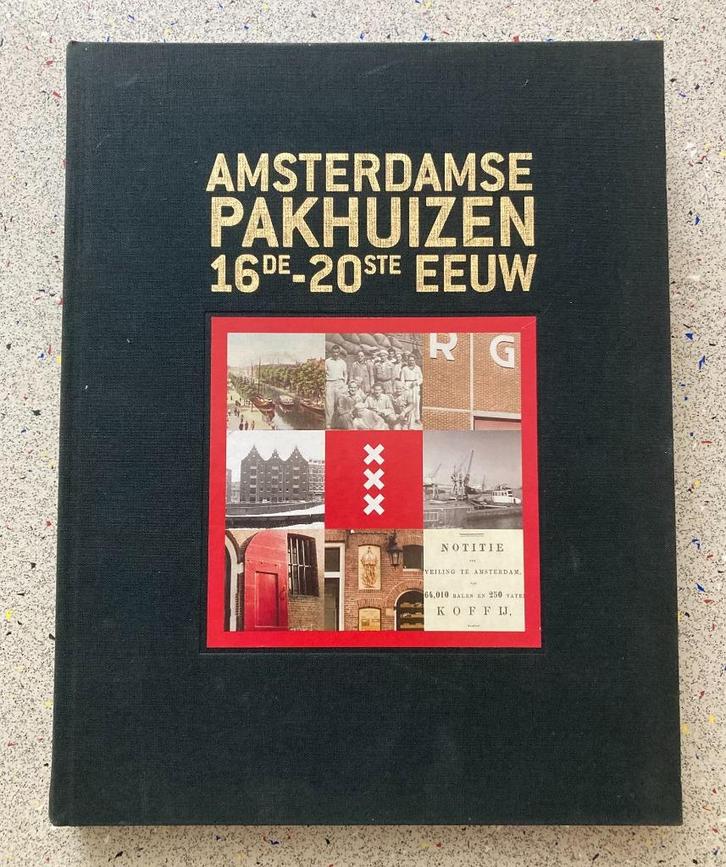 AMSTERDAMSE
PAKHUIZEN
16DE-20STE EEUW
R G
NOTITIE
VEILING TE AMSTERDAM,
64,010 BALEN EN 250 VATEN
KOFFIJ,